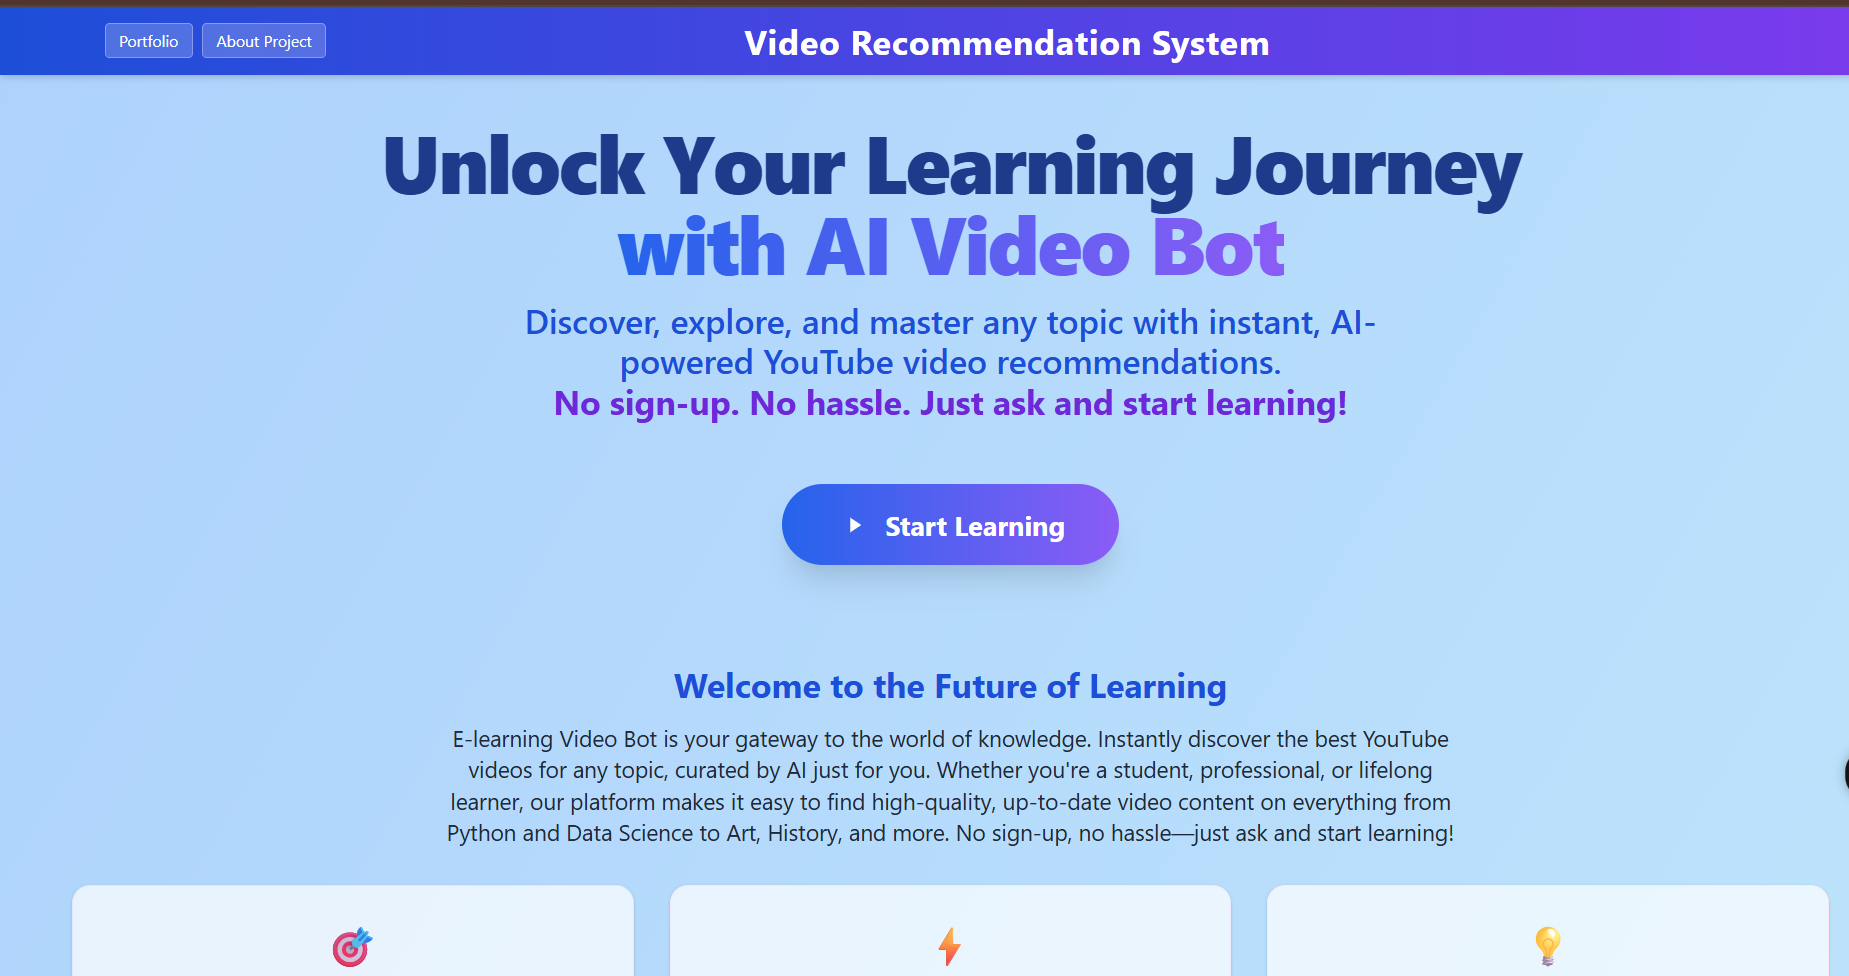 Portfolio
About Project
Video Recommendation System
Unlock Your Learning Journey
with AI Video Bot
Discover, explore, and master any topic with instant, AI-
powered YouTube video recommendations.
No sign-up. No hassle. Just ask and start learning!
Start Learning
Welcome to the Future of Learning
E-learning Video Bot is your gateway to the world of knowledge. Instantly discover the best YouTube
videos for any topic, curated by AI just for you. Whether you're a student, professional, or lifelong
learner, our platform makes it easy to find high-quality, up-to-date video content on everything from
Python and Data Science to Art, History, and more. No sign-up, no hassle—just ask and start learning!